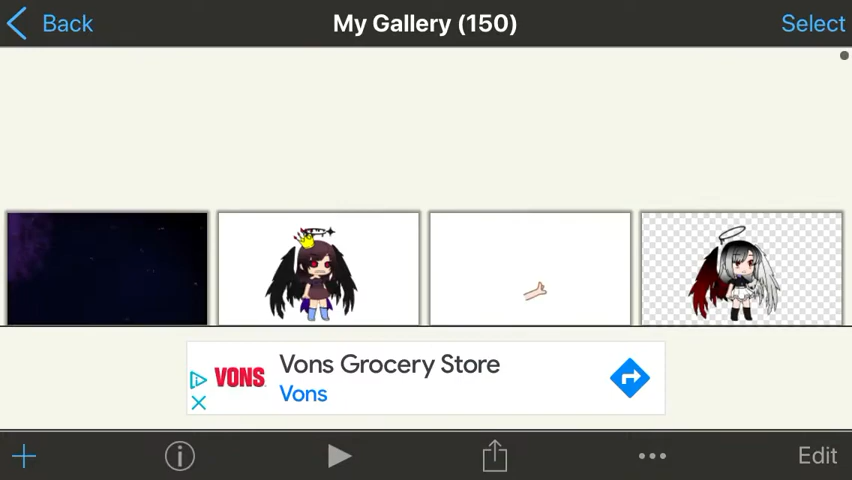 Back
My Gallery (150)
Select
VONS
Vons Grocery Store
Vons
Edit